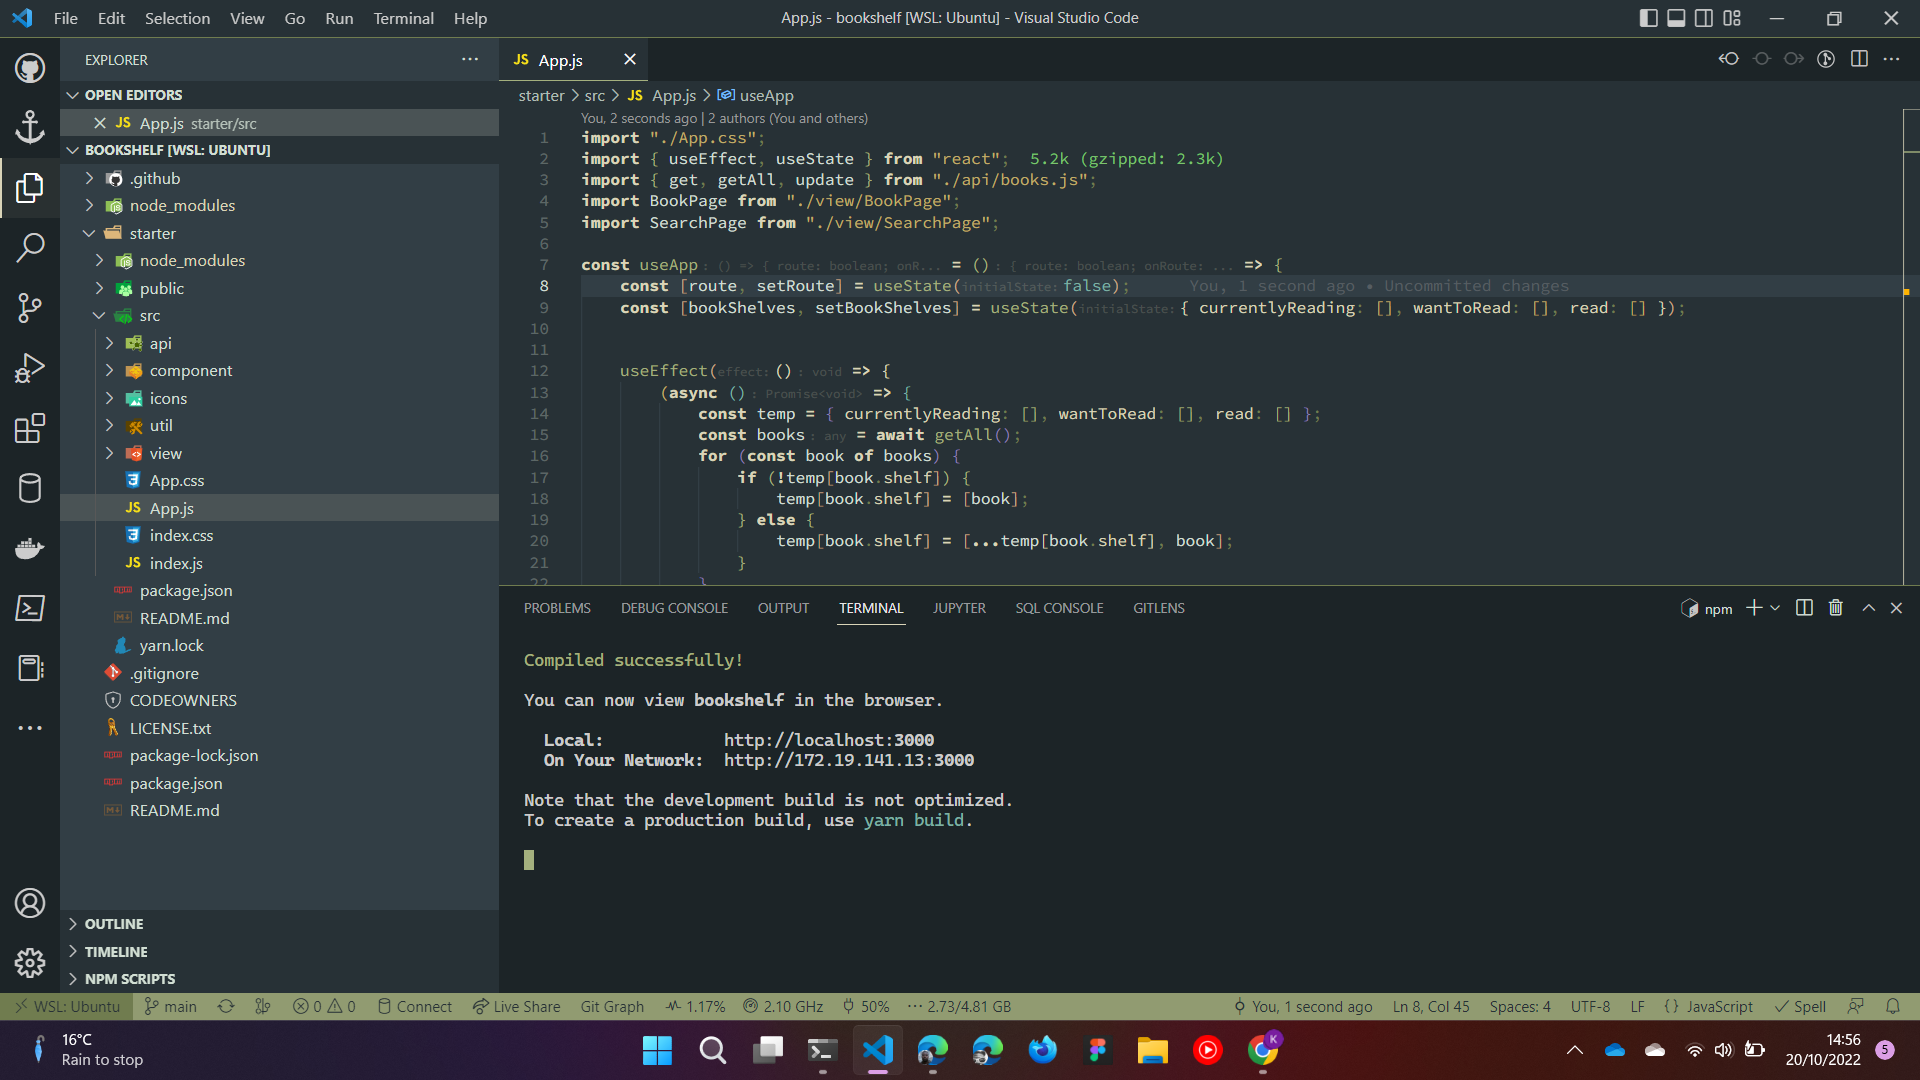 File Edit Selection View Go Run Terminal Help
App.js - bookshelf [WSL: Ubuntu] - Visual Studio Code
EXPLORER
OPEN EDITORS
JS App.js starter/src
BOOKSHELF [WSL: UBUNTU]
.github
node_modules
starter
node_modules
public
src
api
component
icons
util
view
App.css
JS App.js
index.css
JS index.js
package.json
README.md
yarn.lock
.gitignore
CODEOWNERS
LICENSE.txt
package-lock.json
package.json
README.md
OUTLINE
TIMELINE
NPM SCRIPTS
JS App.js
starter > src > JS App.js > useApp
You, 2 seconds ago | 2 authors (You and others)
1 import "./App.css";
2 import { useEffect, useState } from "react"; 5.2k (gzipped: 2.3k)
3 import { get, getAll, update } from "./api/books.js";
4 import BookPage from "./view/BookPage";
5 import SearchPage from "./view/SearchPage";
6
7 const useApp : () => { route: boolean; onR... = () : { route: boolean; onRoute: ... => {
8 const [route, setRoute] = useState(initialState: false); You, 1 second ago • Uncommitted changes
9 const [bookShelves, setBookShelves] = useState(initialState: { currentlyReading: [], wantToRead: [], read: [] });
10
11
12 useEffect(effect: () : void => {
13 (async () : Promise<void> => {
14 const temp = { currentlyReading: [], wantToRead: [], read: [] };
15 const books : any = await getAll();
16 for (const book of books) {
17 if (!temp[book.shelf]) {
18 temp[book.shelf] = [book];
19 } else {
20 temp[book.shelf] = [...temp[book.shelf], book];
21 }
22 }
PROBLEMS DEBUG CONSOLE OUTPUT TERMINAL JUPYTER SQL CONSOLE GITLENS
npm
Compiled successfully!
You can now view bookshelf in the browser.
Local: http://localhost:3000
On Your Network: http://172.19.141.13:3000
Note that the development build is not optimized.
To create a production build, use yarn build.
WSL: Ubuntu main 0 0 Connect Live Share Git Graph 1.17% 2.10 GHz 50% 2.73/4.81 GB You, 1 second ago Ln 8, Col 45 Spaces: 4 UTF-8 LF {} JavaScript Spell
16°C
Rain to stop
K
14:56
20/10/2022
5